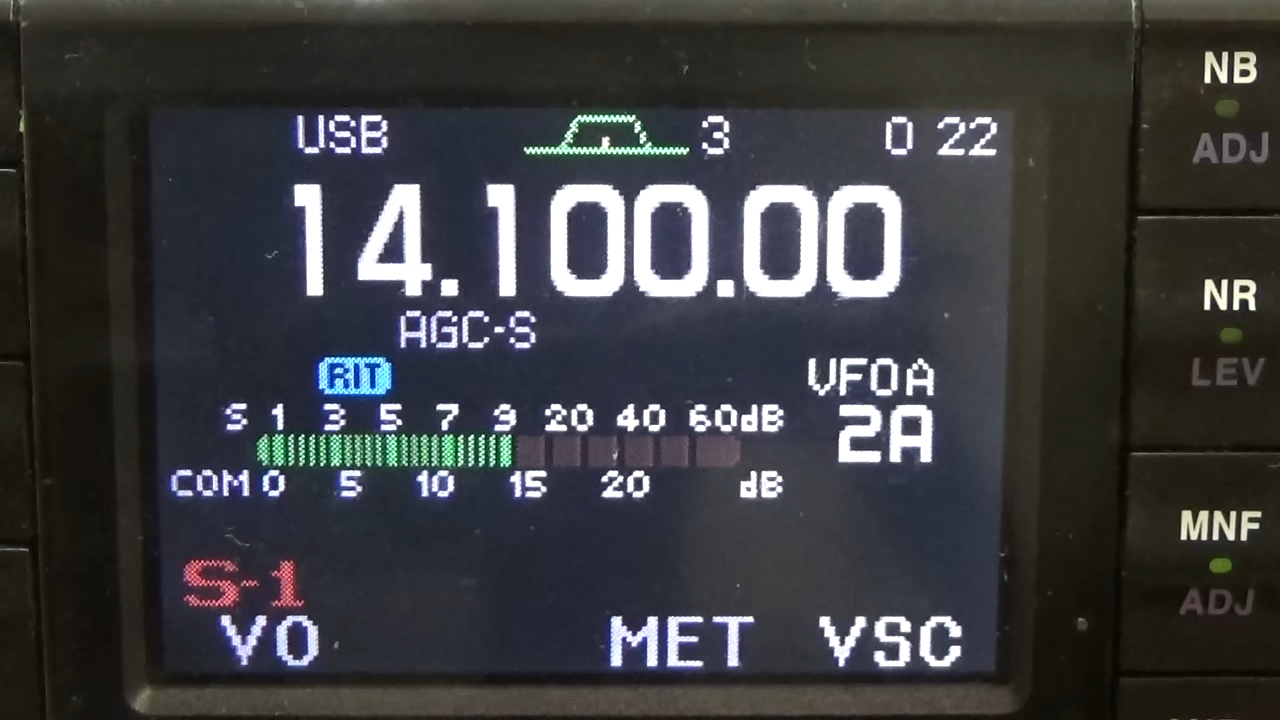 USB 3 0 22
14.100.00
AGC-S
RIT
VFOA
S 1 3 5 7 9 20 40 60dB
2A
COM 0 5 10 15 20 dB
S-1
VO MET VSC
NB
ADJ
NR
LEV
MNF
ADJ